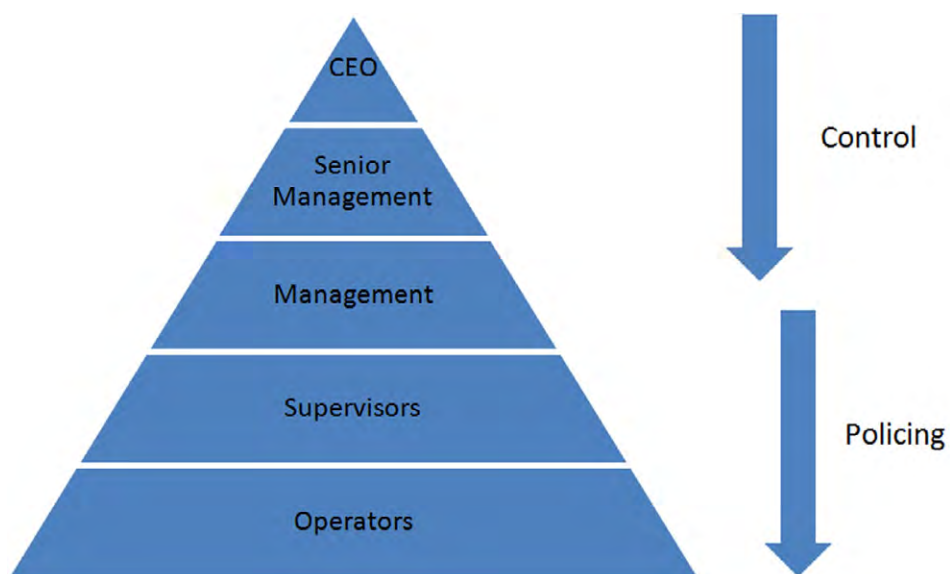 CEO
Senior
Management
Control
Management
Supervisors
Policing
Operators